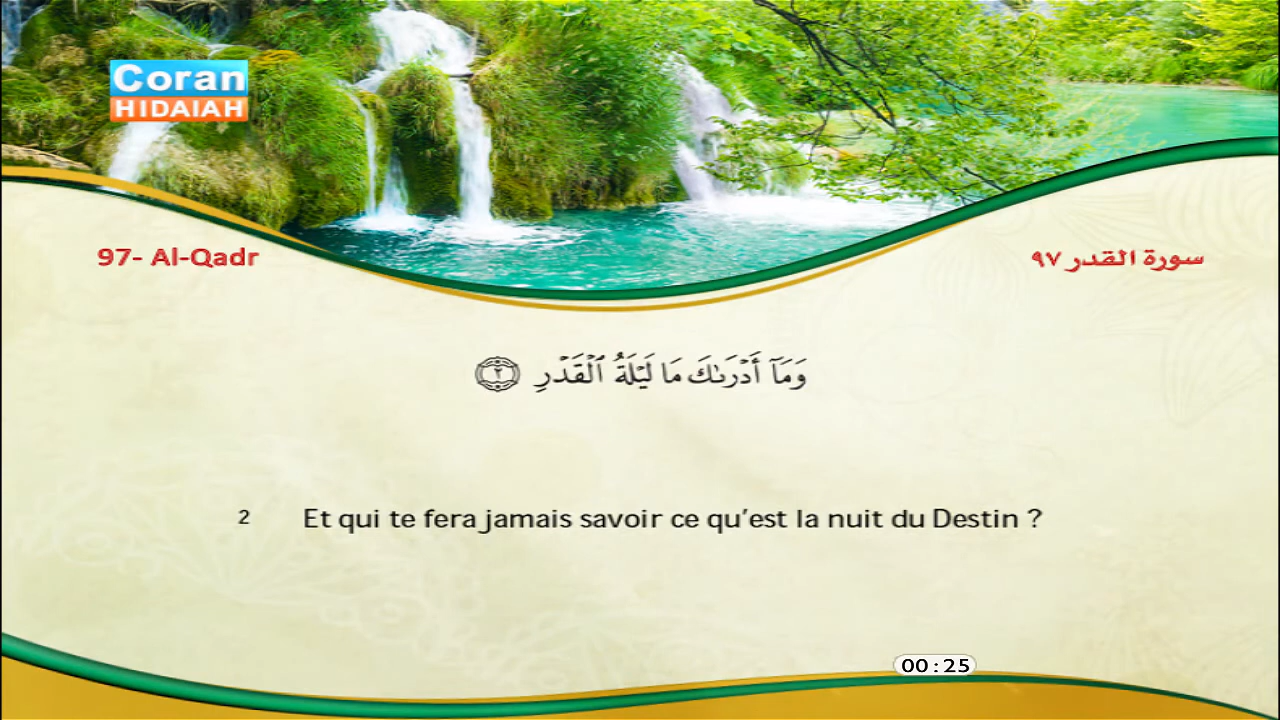 Coran
HIDAIAH
97- Al-Qadr
سورة القدر ٩٧
وَمَآ أَدْرَىٰكَ مَا لَيْلَةُ ٱلْقَدْرِ ٢
2 Et qui te fera jamais savoir ce qu’est la nuit du Destin ?
00:25